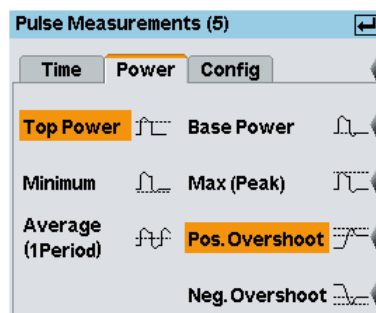 Pulse Measurements (5)
Time Power Config
Top Power Base Power
Minimum Max (Peak)
Average
(1Period)
Pos. Overshoot
Neg. Overshoot